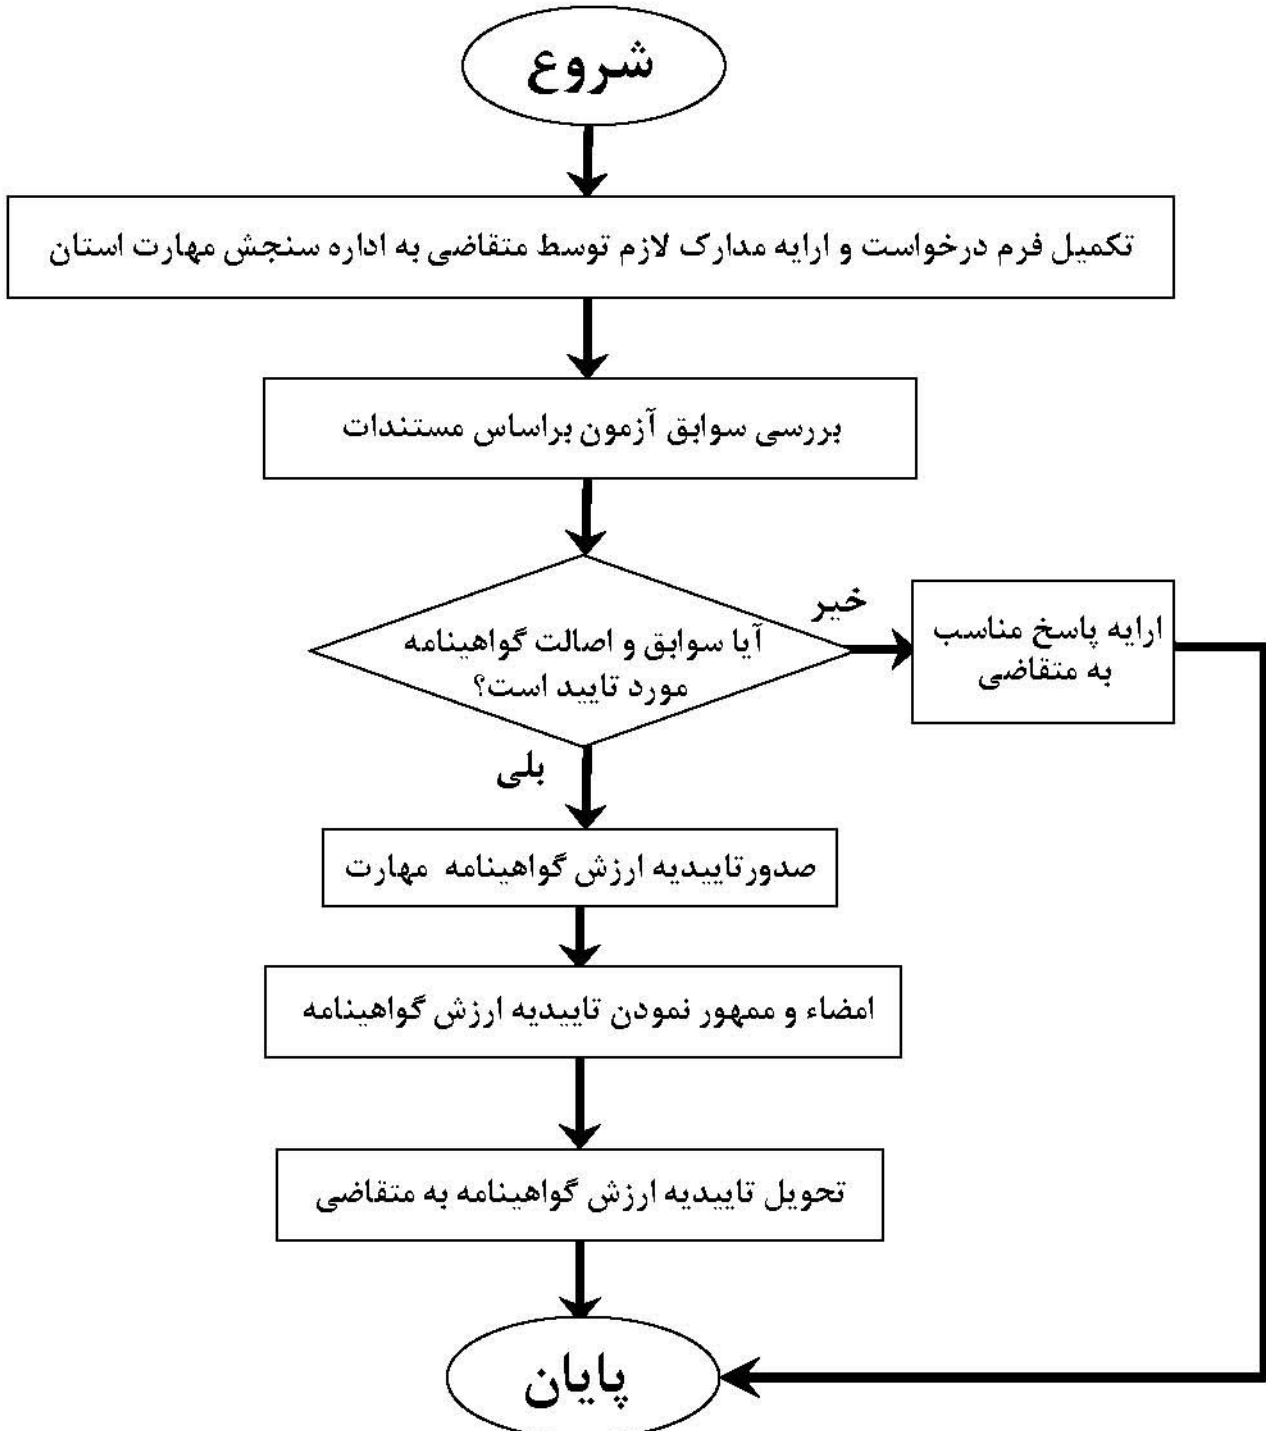 شروع
تکمیل فرم درخواست و ارایه مدارک لازم توسط متقاضی به اداره سنجش مهارت استان
بررسی سوابق آزمون براساس مستندات
آیا سوابق و اصالت گواهینامه
مورد تایید است؟
خیر
ارایه پاسخ مناسب
به متقاضی
بلی
صدورتاییدیه ارزش گواهینامه مهارت
امضاء و ممهور نمودن تاییدیه ارزش گواهینامه
تحویل تاییدیه ارزش گواهینامه به متقاضی
پایان